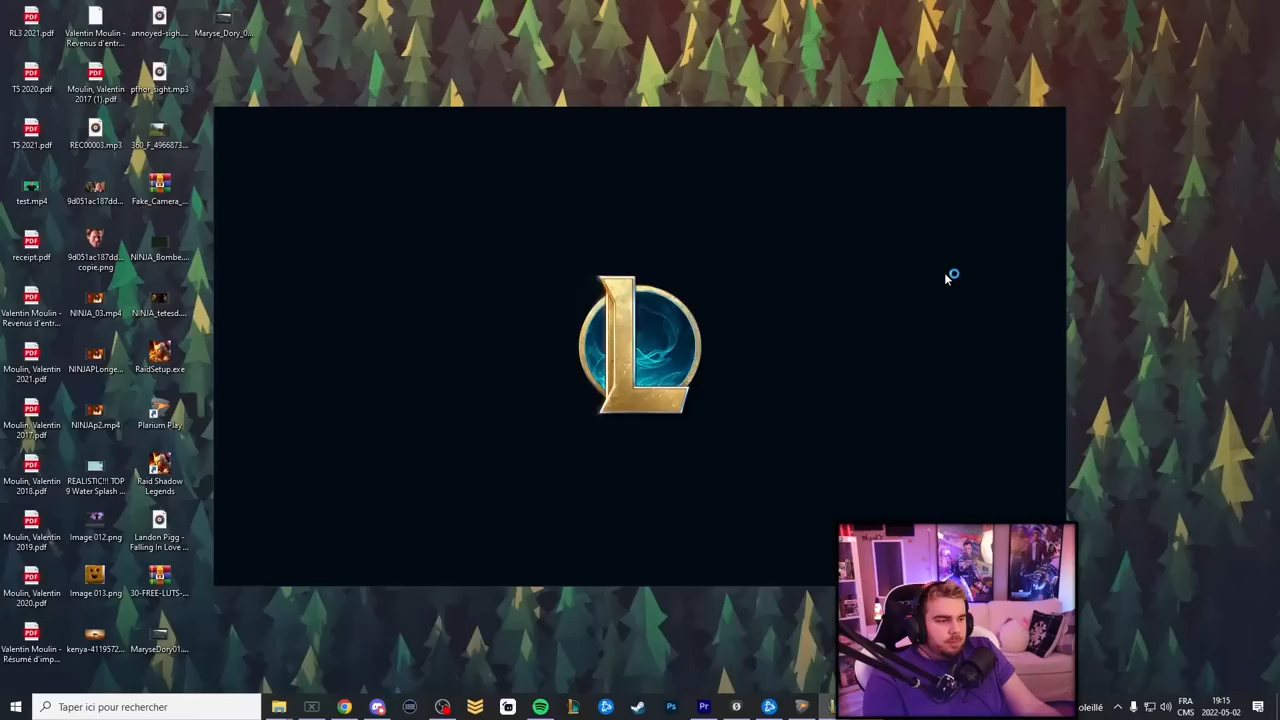 RL3 2021.pdf
Valentin Moulin -
Revenus d'entr...
annoyed-sigh....
Maryse_Dory_0...
T5 2020.pdf
Moulin, Valentin
2017 (1).pdf
pfhor_sight.mp3
T5 2021.pdf
REC00003.mp3
360_F_4966873...
test.mp4
9d051ac187dd...
Fake_Camera_...
receipt.pdf
9d051ac187dd...
copie.png
NINJA_Bombe...
Valentin Moulin -
Revenus d'entr...
NINJA_03.mp4
NINJA_tetesd...
Moulin, Valentin
2021.pdf
NINJAPLonge...
RaidSetup.exe
Moulin, Valentin
2017.pdf
NINJAp2.mp4
Plarium Play
Moulin, Valentin
2018.pdf
REALISTIC!!! TOP
9 Water Splash ...
Raid Shadow
Legends
Moulin, Valentin
2019.pdf
Image 012.png
Landon Pigg -
Falling In Love ...
Moulin, Valentin
2020.pdf
Image 013.png
30-FREE-LUTS-...
Valentin Moulin -
Résumé d'imp...
kenya-4119572...
MaryseDory01....
L
Taper ici pour rechercher
oleillé
FRA
CMS
19:15
2022-05-02